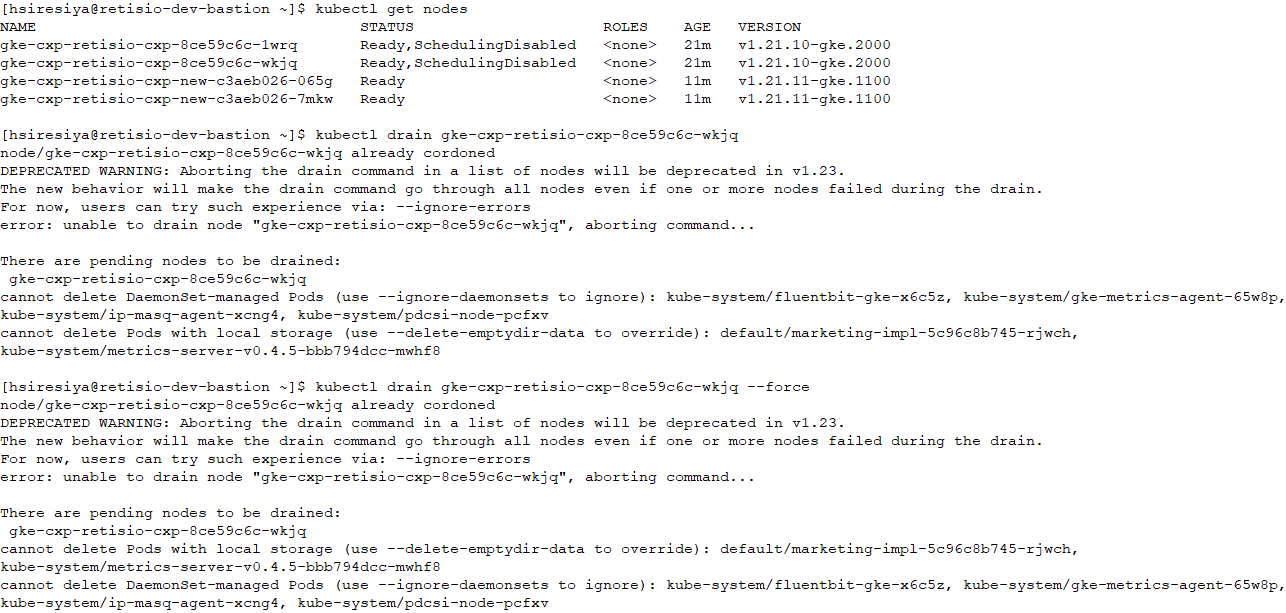 [hsiresiya@retisio-dev-bastion ~]$ kubectl get nodes
NAME STATUS ROLES AGE VERSION
gke-cxp-retisio-cxp-8ce59c6c-1wrq Ready,SchedulingDisabled <none> 21m v1.21.10-gke.2000
gke-cxp-retisio-cxp-8ce59c6c-wkjq Ready,SchedulingDisabled <none> 21m v1.21.10-gke.2000
gke-cxp-retisio-cxp-new-c3aeb026-065g Ready <none> 11m v1.21.11-gke.1100
gke-cxp-retisio-cxp-new-c3aeb026-7mkw Ready <none> 11m v1.21.11-gke.1100
[hsiresiya@retisio-dev-bastion ~]$ kubectl drain gke-cxp-retisio-cxp-8ce59c6c-wkjq
node/gke-cxp-retisio-cxp-8ce59c6c-wkjq already cordoned
DEPRECATED WARNING: Aborting the drain command in a list of nodes will be deprecated in v1.23.
The new behavior will make the drain command go through all nodes even if one or more nodes failed during the drain.
For now, users can try such experience via: --ignore-errors
error: unable to drain node "gke-cxp-retisio-cxp-8ce59c6c-wkjq", aborting command...
There are pending nodes to be drained:
gke-cxp-retisio-cxp-8ce59c6c-wkjq
cannot delete DaemonSet-managed Pods (use --ignore-daemonsets to ignore): kube-system/fluentbit-gke-x6c5z, kube-system/gke-metrics-agent-65w8p,
kube-system/ip-masq-agent-xcng4, kube-system/pdcsi-node-pcfxv
cannot delete Pods with local storage (use --delete-emptydir-data to override): default/marketing-impl-5c96c8b745-rjwch,
kube-system/metrics-server-v0.4.5-bbb794dcc-mwhf8
[hsiresiya@retisio-dev-bastion ~]$ kubectl drain gke-cxp-retisio-cxp-8ce59c6c-wkjq --force
node/gke-cxp-retisio-cxp-8ce59c6c-wkjq already cordoned
DEPRECATED WARNING: Aborting the drain command in a list of nodes will be deprecated in v1.23.
The new behavior will make the drain command go through all nodes even if one or more nodes failed during the drain.
For now, users can try such experience via: --ignore-errors
error: unable to drain node "gke-cxp-retisio-cxp-8ce59c6c-wkjq", aborting command...
There are pending nodes to be drained:
gke-cxp-retisio-cxp-8ce59c6c-wkjq
cannot delete Pods with local storage (use --delete-emptydir-data to override): default/marketing-impl-5c96c8b745-rjwch,
kube-system/metrics-server-v0.4.5-bbb794dcc-mwhf8
cannot delete DaemonSet-managed Pods (use --ignore-daemonsets to ignore): kube-system/fluentbit-gke-x6c5z, kube-system/gke-metrics-agent-65w8p,
kube-system/ip-masq-agent-xcng4, kube-system/pdcsi-node-pcfxv